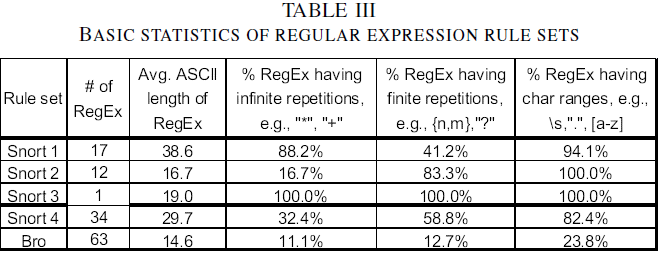 TABLE III
BASIC STATISTICS OF REGULAR EXPRESSION RULE SETS
Rule set # of RegEx Avg. ASCII length of RegEx % RegEx having infinite repetitions, e.g., "*", "+" % RegEx having finite repetitions, e.g., {n,m},"?" % RegEx having char ranges, e.g., \s,".", [a-z]
Snort 1 17 38.6 88.2% 41.2% 94.1%
Snort 2 12 16.7 16.7% 83.3% 100.0%
Snort 3 1 19.0 100.0% 100.0% 100.0%
Snort 4 34 29.7 32.4% 58.8% 82.4%
Bro 63 14.6 11.1% 12.7% 23.8%